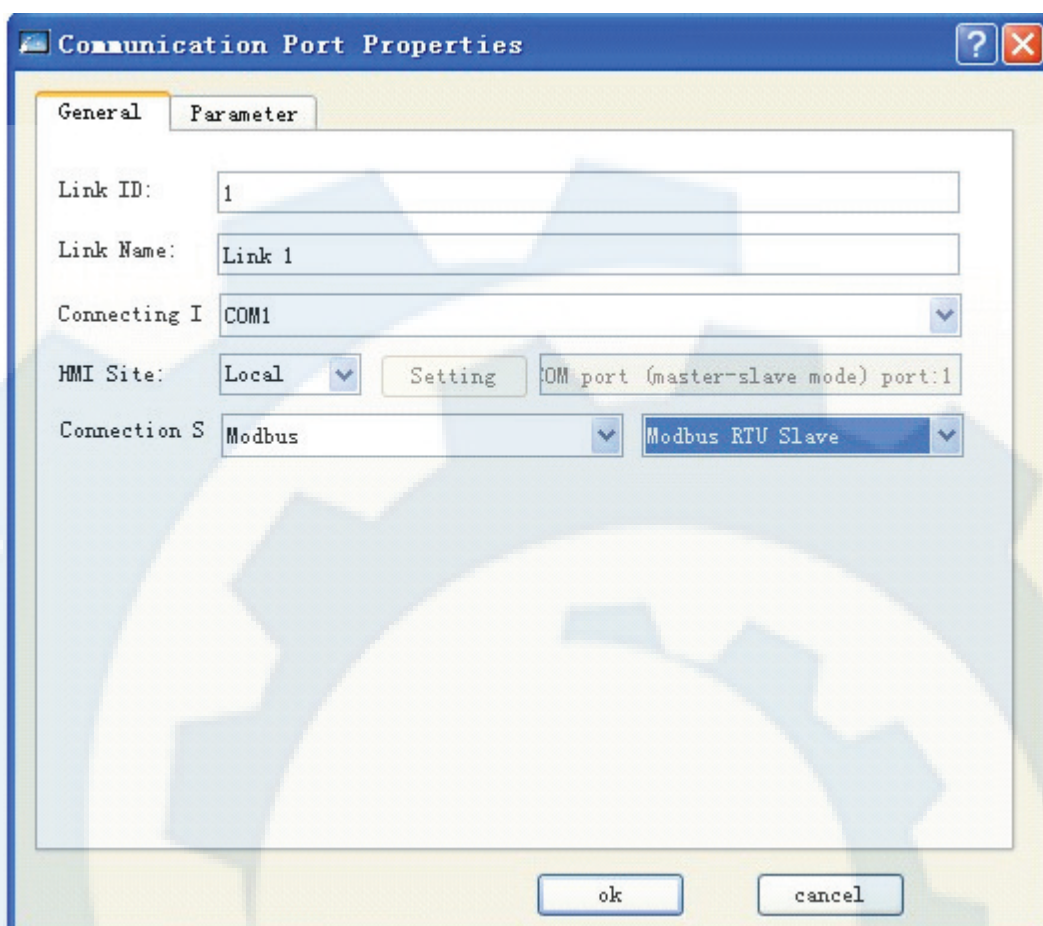 Communication Port Properties
General Parameter
Link ID: 1
Link Name: Link 1
Connecting I COM1
HMI Site: Local Setting COM port (master-slave mode) port:1
Connection S Modbus Modbus RTU Slave
ok cancel